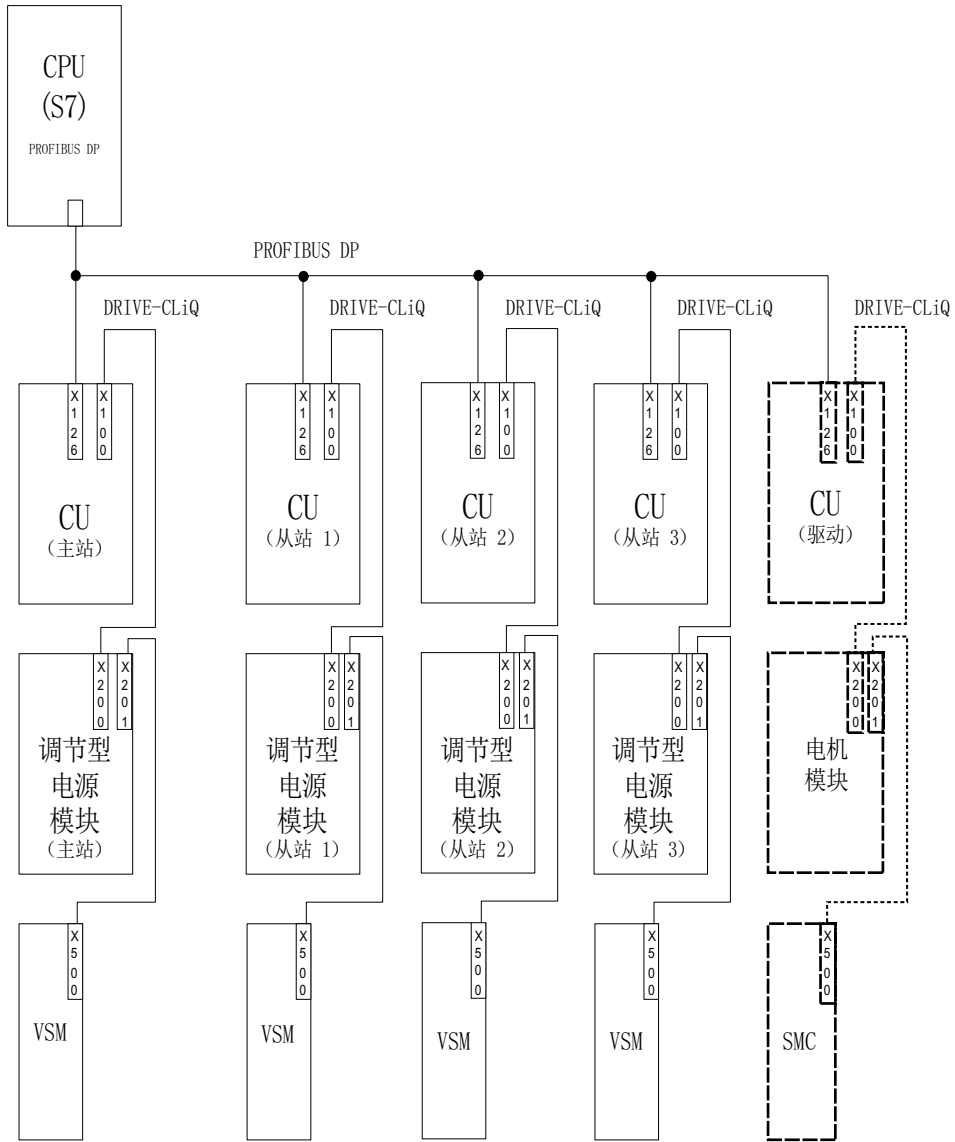 CPU
(S7)
PROFIBUS DP
PROFIBUS DP
DRIVE-CLiQ
DRIVE-CLiQ
DRIVE-CLiQ
DRIVE-CLiQ
DRIVE-CLiQ
X126
X100
X126
X100
X126
X100
X126
X100
X126
X100
CU
(主站)
CU
(从站 1)
CU
(从站 2)
CU
(从站 3)
CU
(驱动)
X200
X201
X200
X201
X200
X201
X200
X201
X200
X201
调节型
电源
模块
(主站)
调节型
电源
模块
(从站 1)
调节型
电源
模块
(从站 2)
调节型
电源
模块
(从站 3)
电机
模块
X500
X500
X500
X500
X500
VSM
VSM
VSM
VSM
SMC